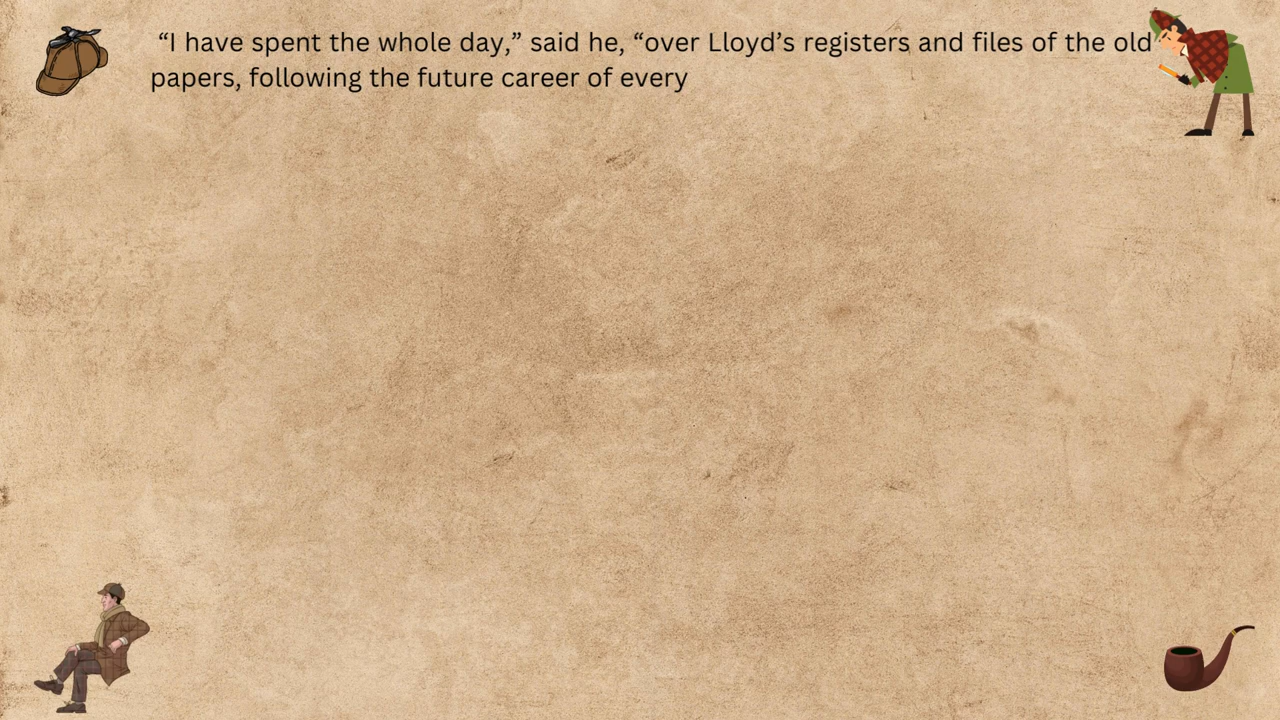 “I have spent the whole day,” said he, “over Lloyd’s registers and files of the old
papers, following the future career of every